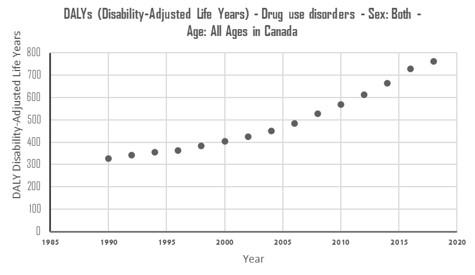 DALYs (Disability-Adjusted Life Years) - Drug use disorders - Sex: Both -
Age: All Ages in Canada
DALY Disability-Adjusted Life Years
800
700
600
500
400
300
200
100
0
1985 1990 1995 2000 2005 2010 2015 2020
Year